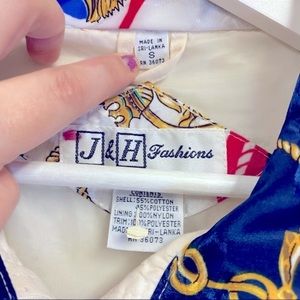 MADE IN
SRI-LANKA
S
RN 36073
J&H Fashions
CONTENTS
SHELL: 55% COTTON
45% POLYESTER
LINING: 100% NYLON
TRIM: 100% POLYESTER
MADE SRI-LANKA
RN 36073